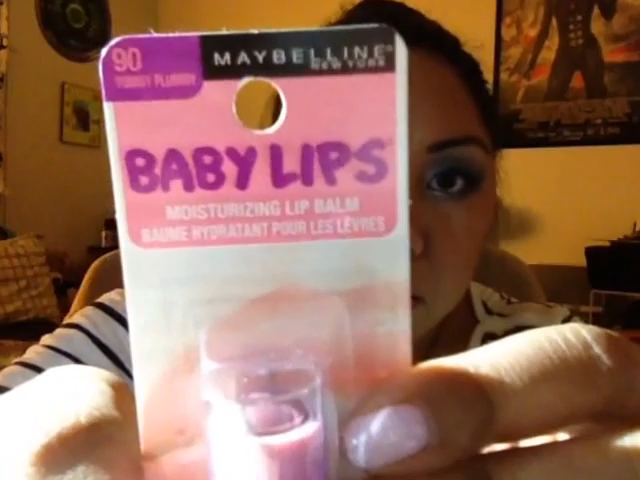 90
MAYBELLINE®
NEW YORK
BABY LIPS
MOISTURIZING LIP BALM
BAUME HYDRATANT POUR LES LÈVRES